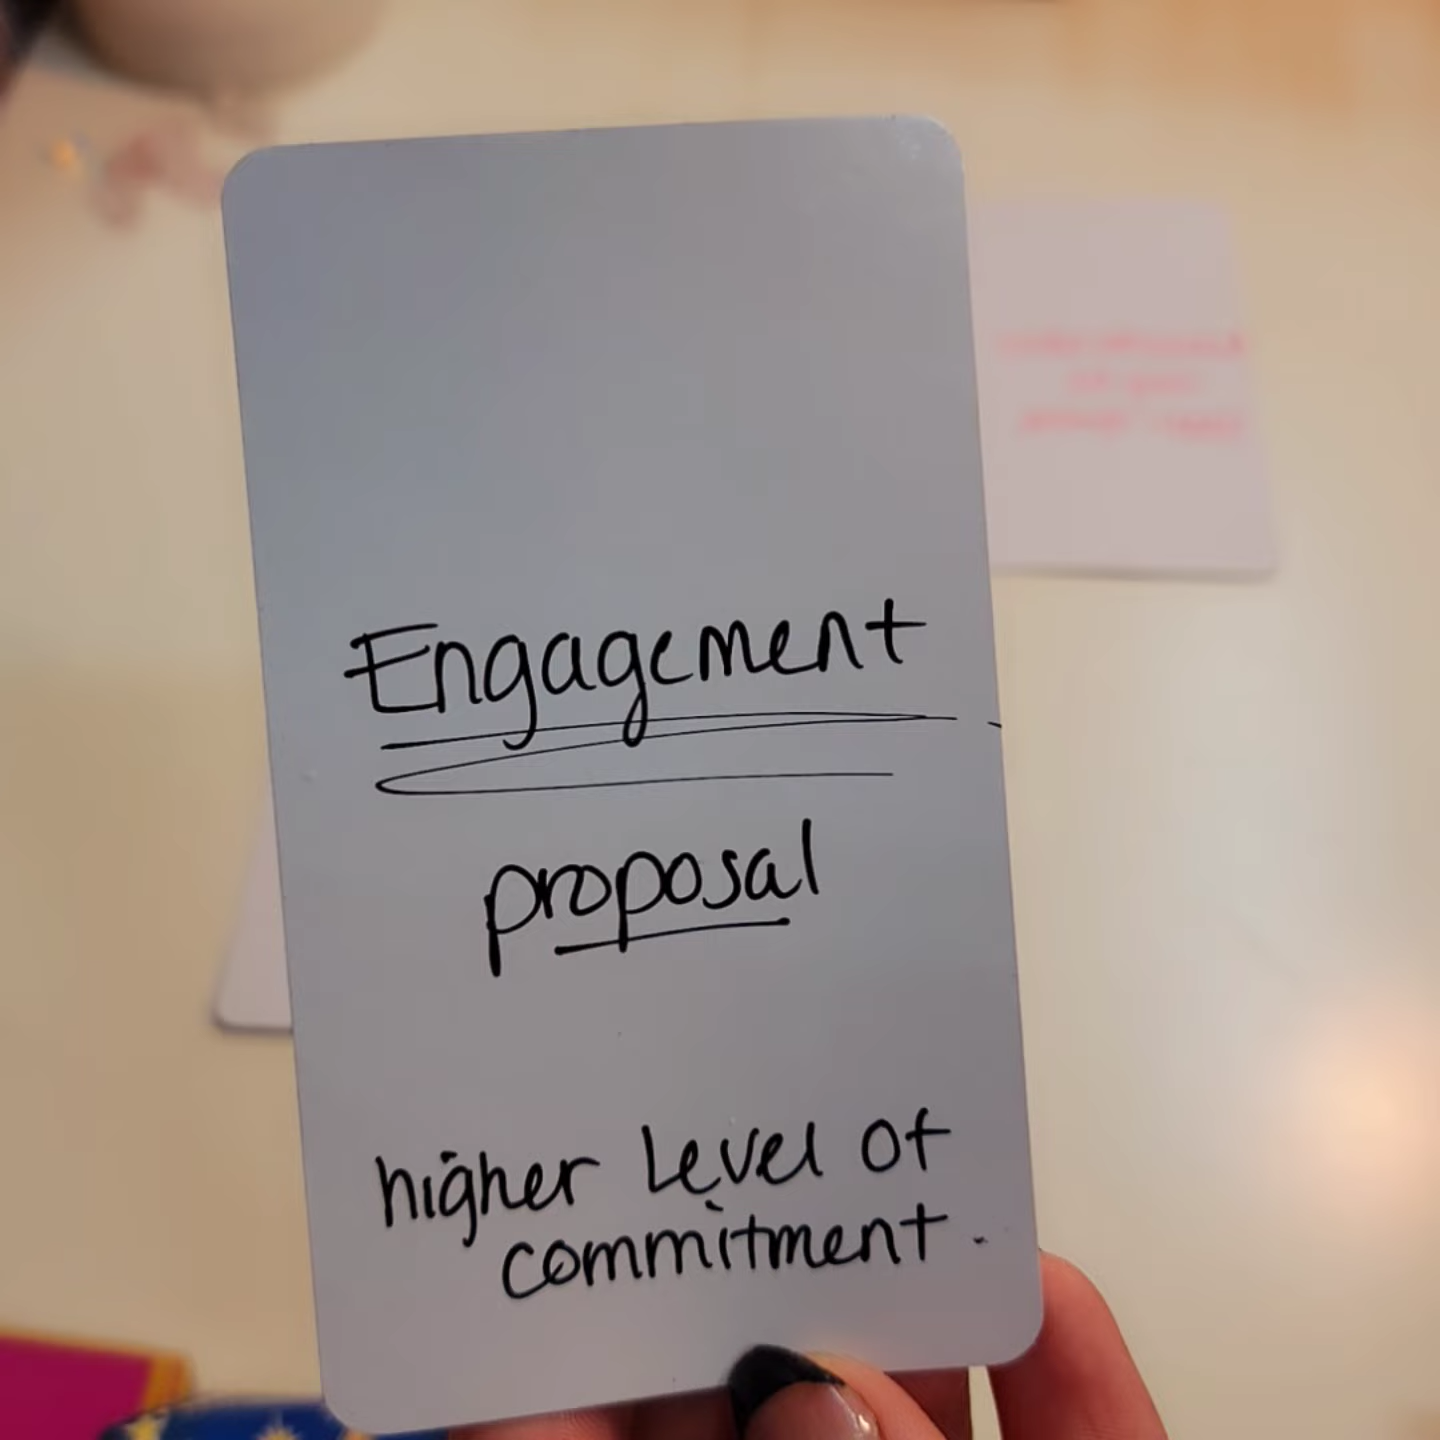 Engagement
proposal
higher level of
commitment.